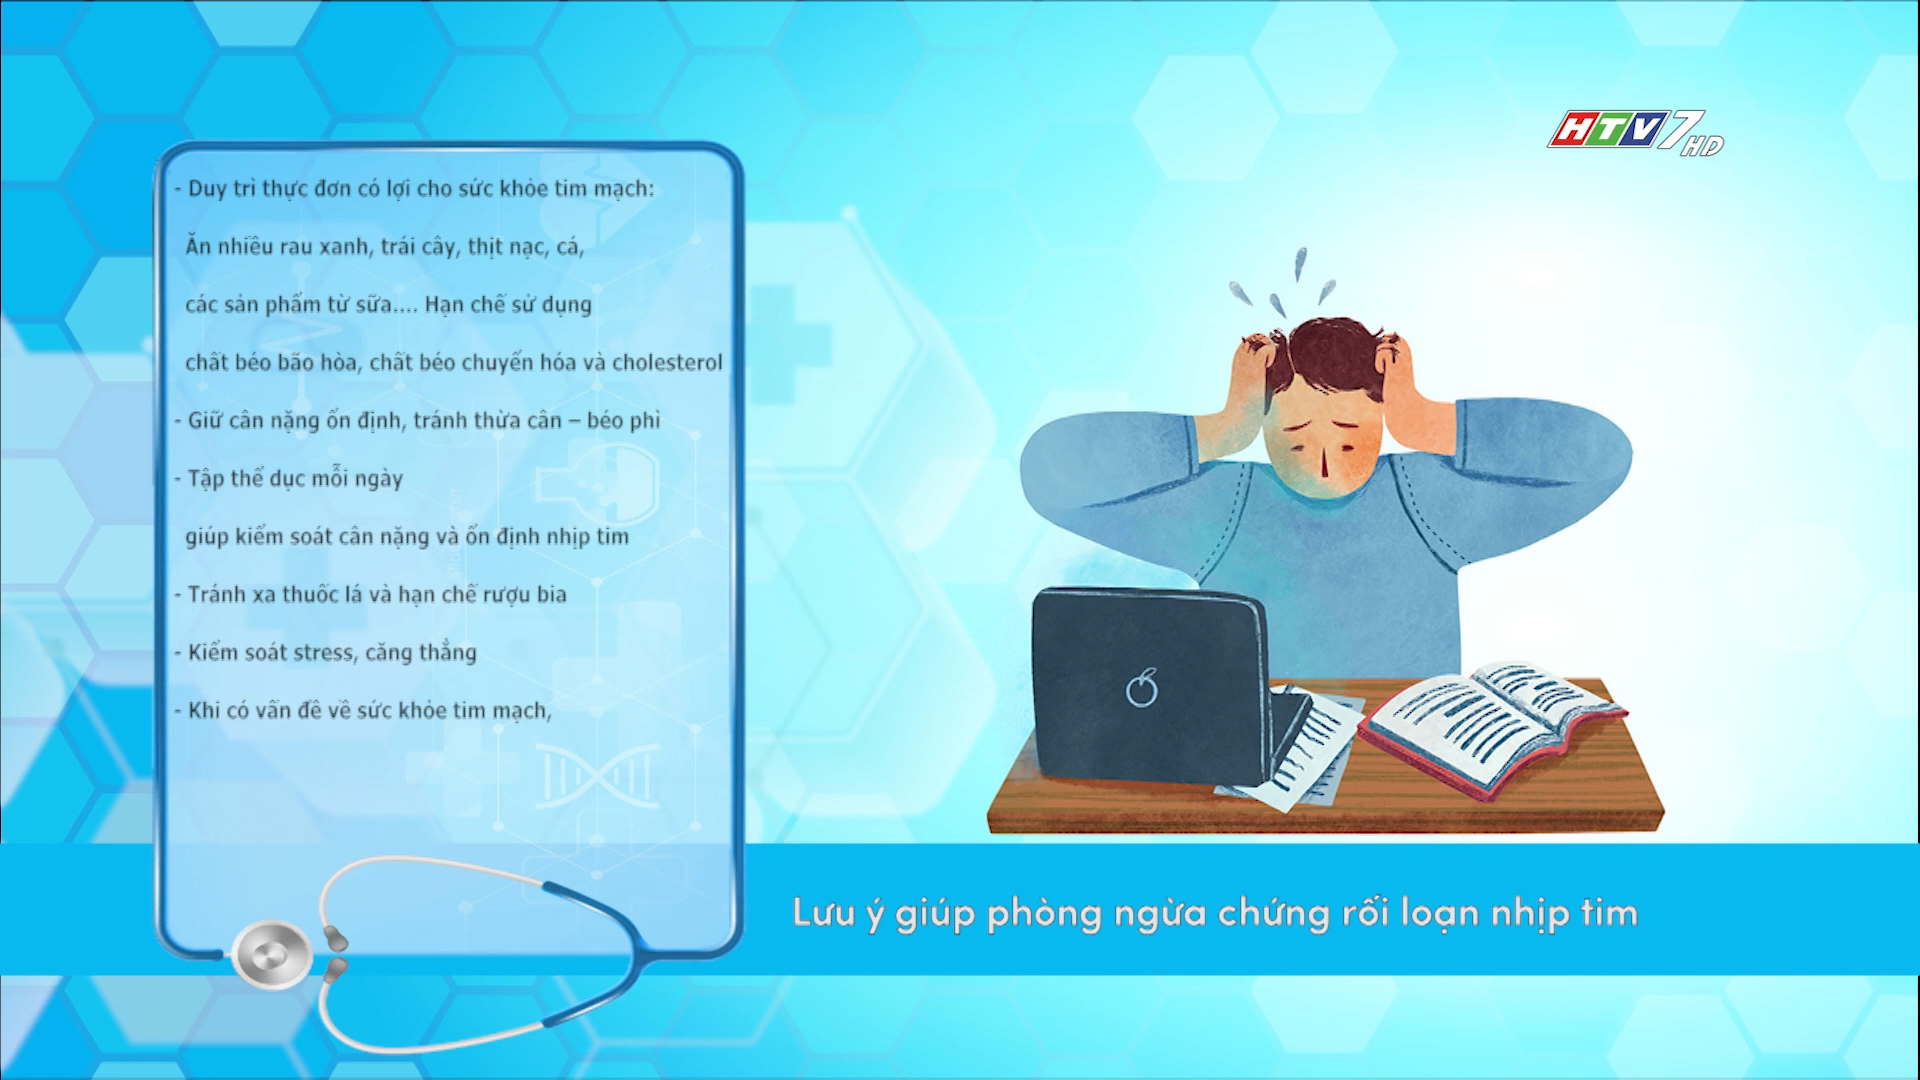 HTV7 HD
- Duy trì thực đơn có lợi cho sức khỏe tim mạch:
Ăn nhiều rau xanh, trái cây, thịt nạc, cá,
các sản phẩm từ sữa.... Hạn chế sử dụng
chất béo bão hòa, chất béo chuyển hóa và cholesterol
- Giữ cân nặng ổn định, tránh thừa cân – béo phì
- Tập thể dục mỗi ngày
giúp kiểm soát cân nặng và ổn định nhịp tim
- Tránh xa thuốc lá và hạn chế rượu bia
- Kiểm soát stress, căng thẳng
- Khi có vấn đề về sức khỏe tim mạch,
Lưu ý giúp phòng ngừa chứng rối loạn nhịp tim